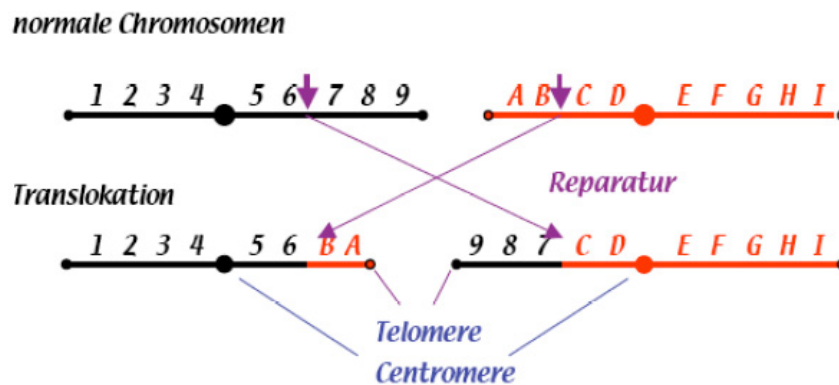 normale Chromosomen
1 2 3 4 5 6 7 8 9 A B C D E F G H I
Translokation
Reparatur
1 2 3 4 5 6 B A 9 8 7 C D E F G H I
Telomere
Centromere